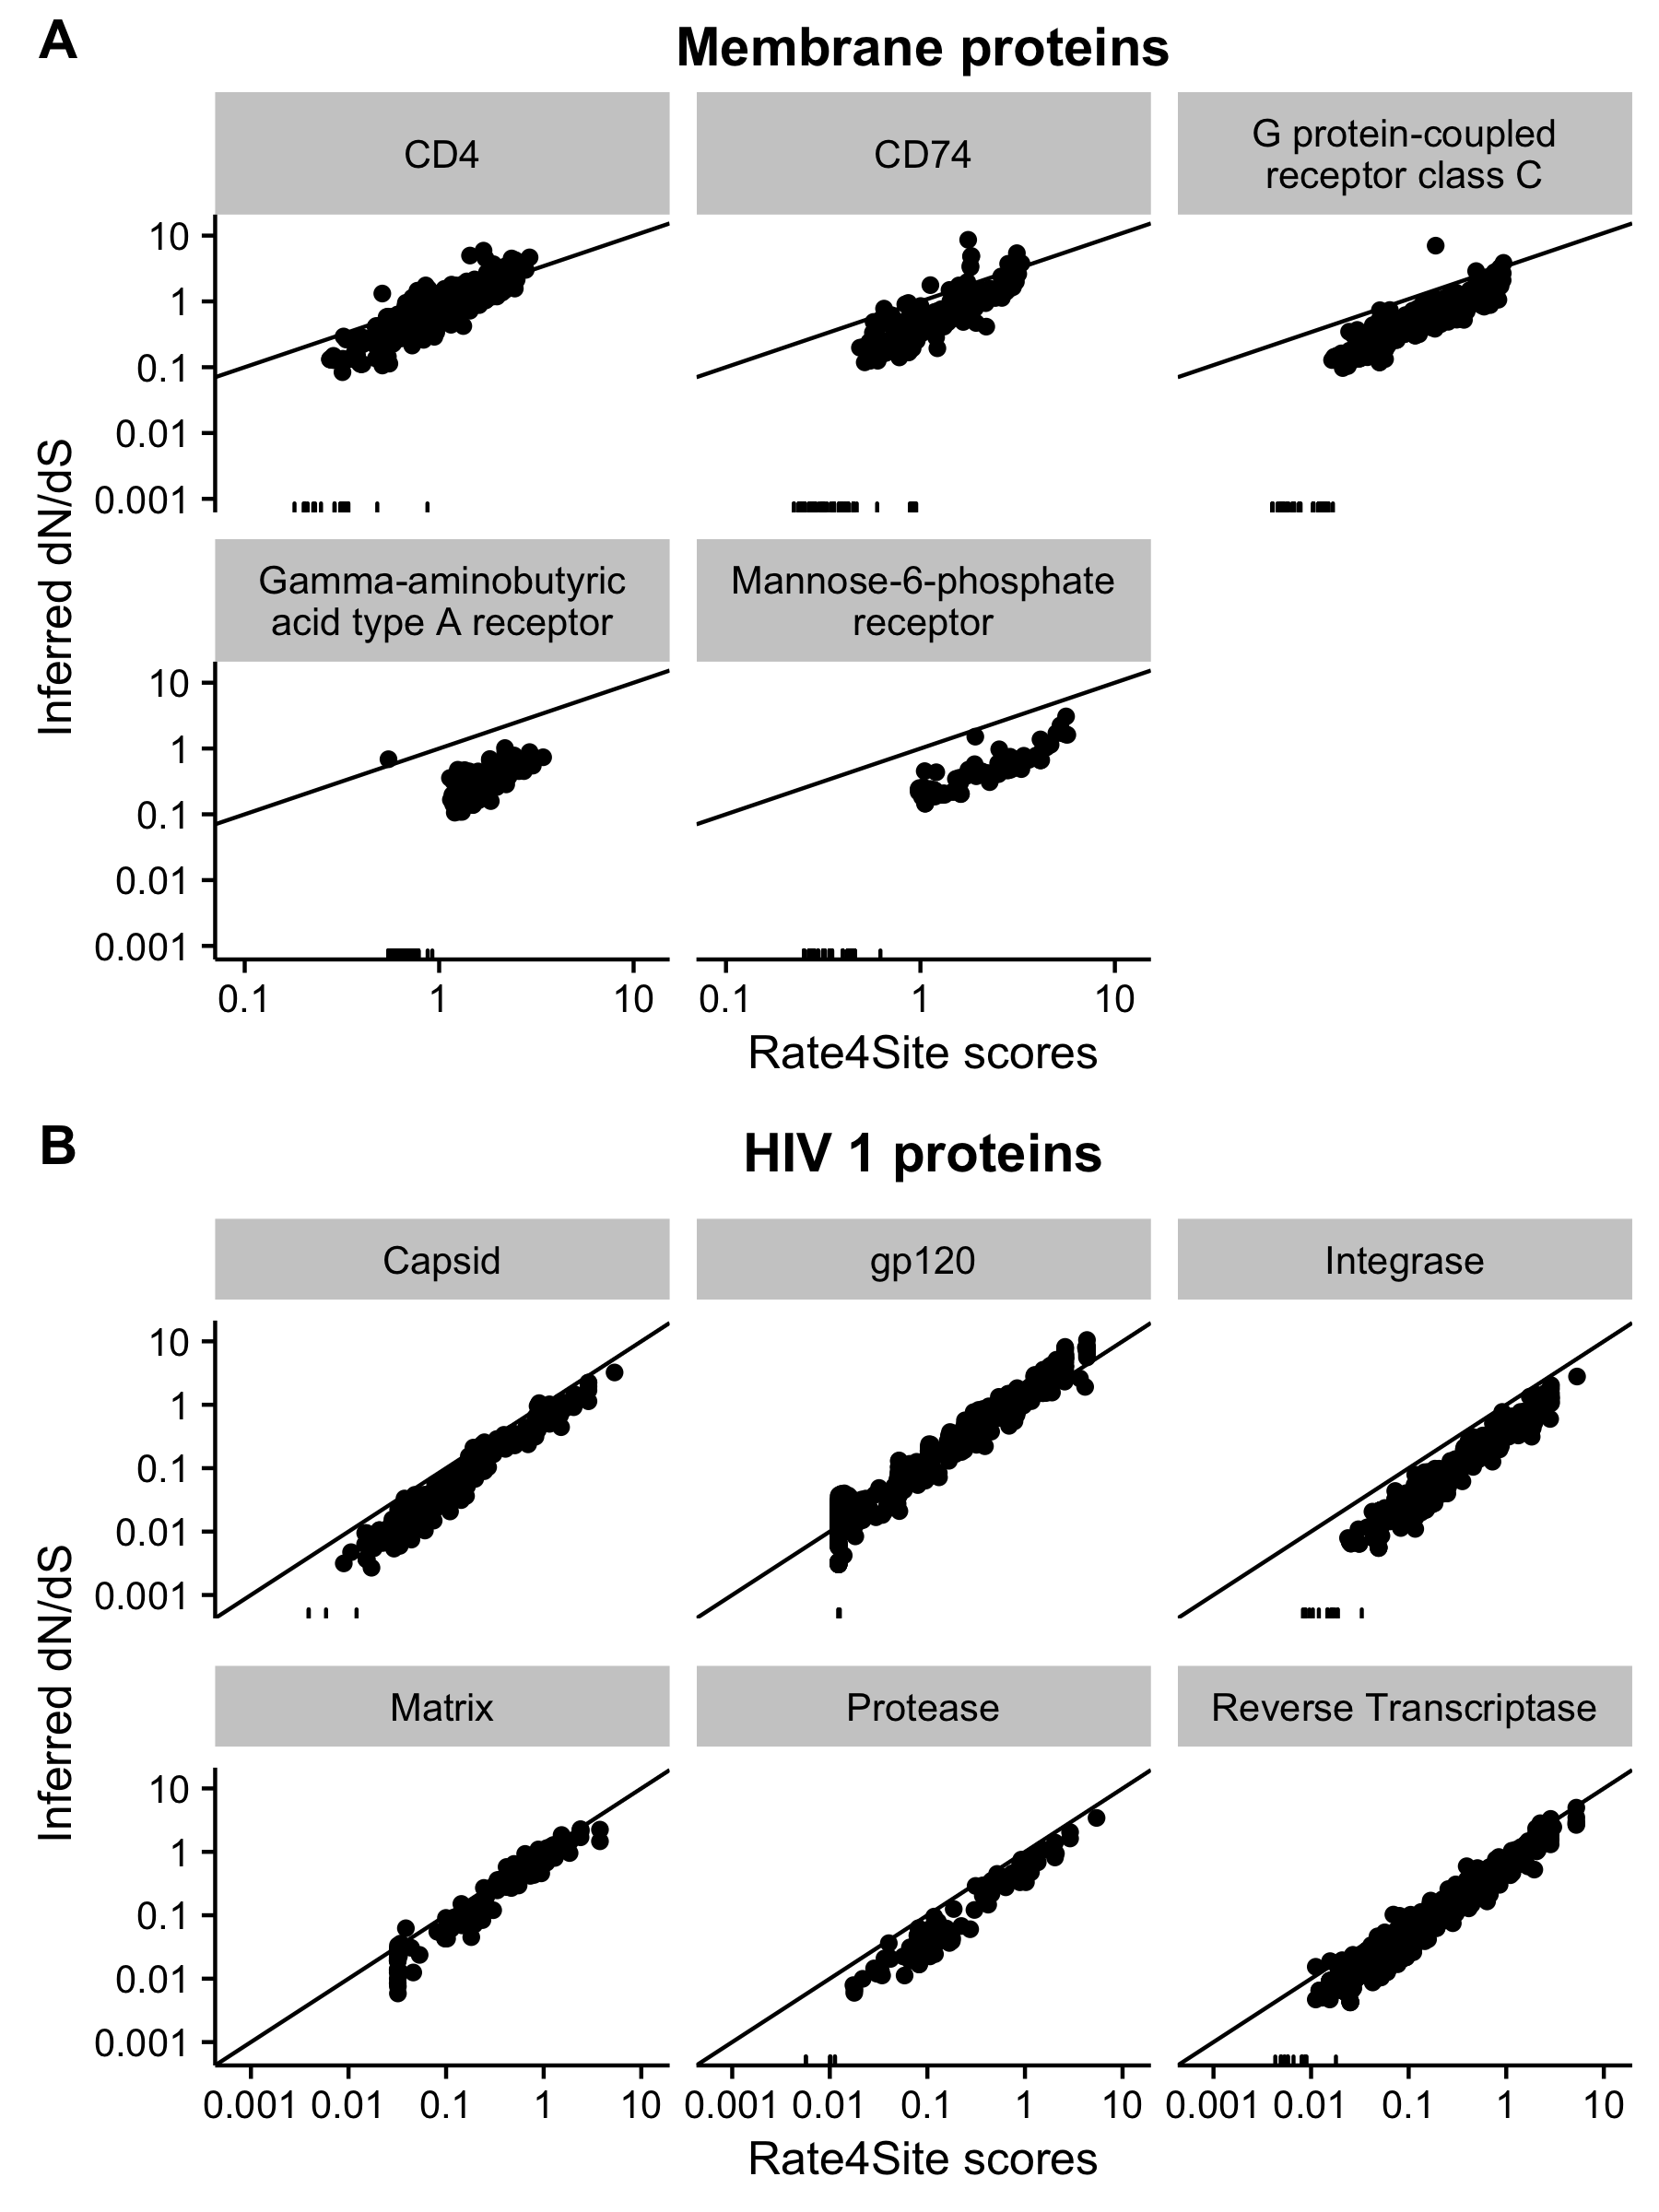 A
Membrane proteins
CD4
CD74
G protein-coupled
receptor class C
10
1
0.1
0.01
0.001
Gamma-aminobutyric
acid type A receptor
Mannose-6-phosphate
receptor
10
1
0.1
0.01
0.001
Inferred dN/dS
0.1 1 10
0.1 1 10
Rate4Site scores
B
HIV 1 proteins
Capsid
gp120
Integrase
10
1
0.1
0.01
0.001
Matrix
Protease
Reverse Transcriptase
10
1
0.1
0.01
0.001
Inferred dN/dS
0.001 0.01 0.1 1 10
0.001 0.01 0.1 1 10
0.001 0.01 0.1 1 10
Rate4Site scores